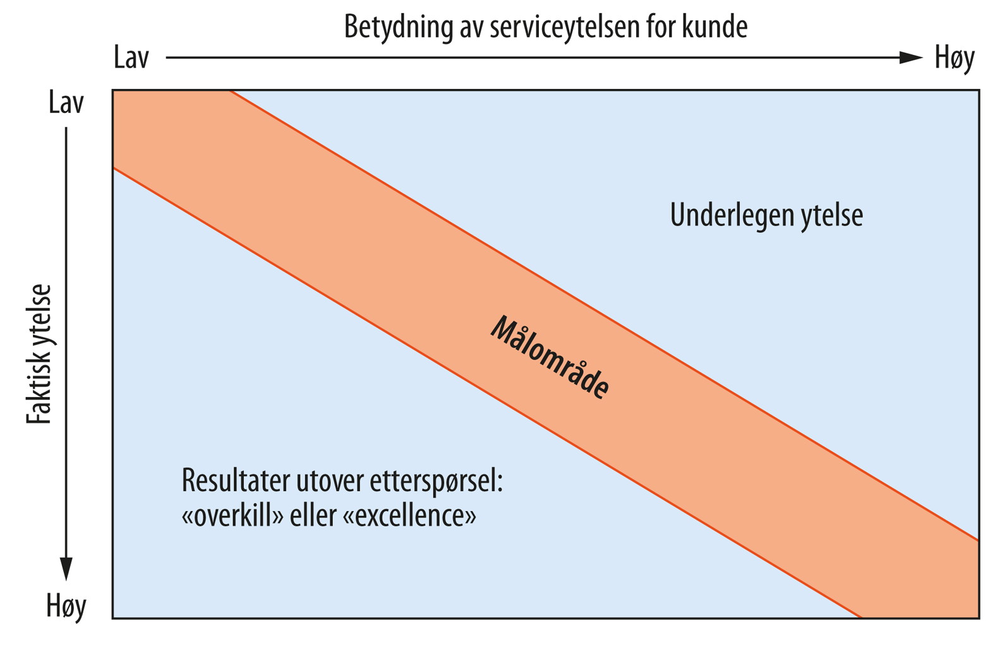 Betydning av serviceytelsen for kunde
Lav
Høy
Lav
Underlegen ytelse
Faktisk ytelse
Målområde
Resultater utover etterspørsel:
«overkill» eller «excellence»
Høy